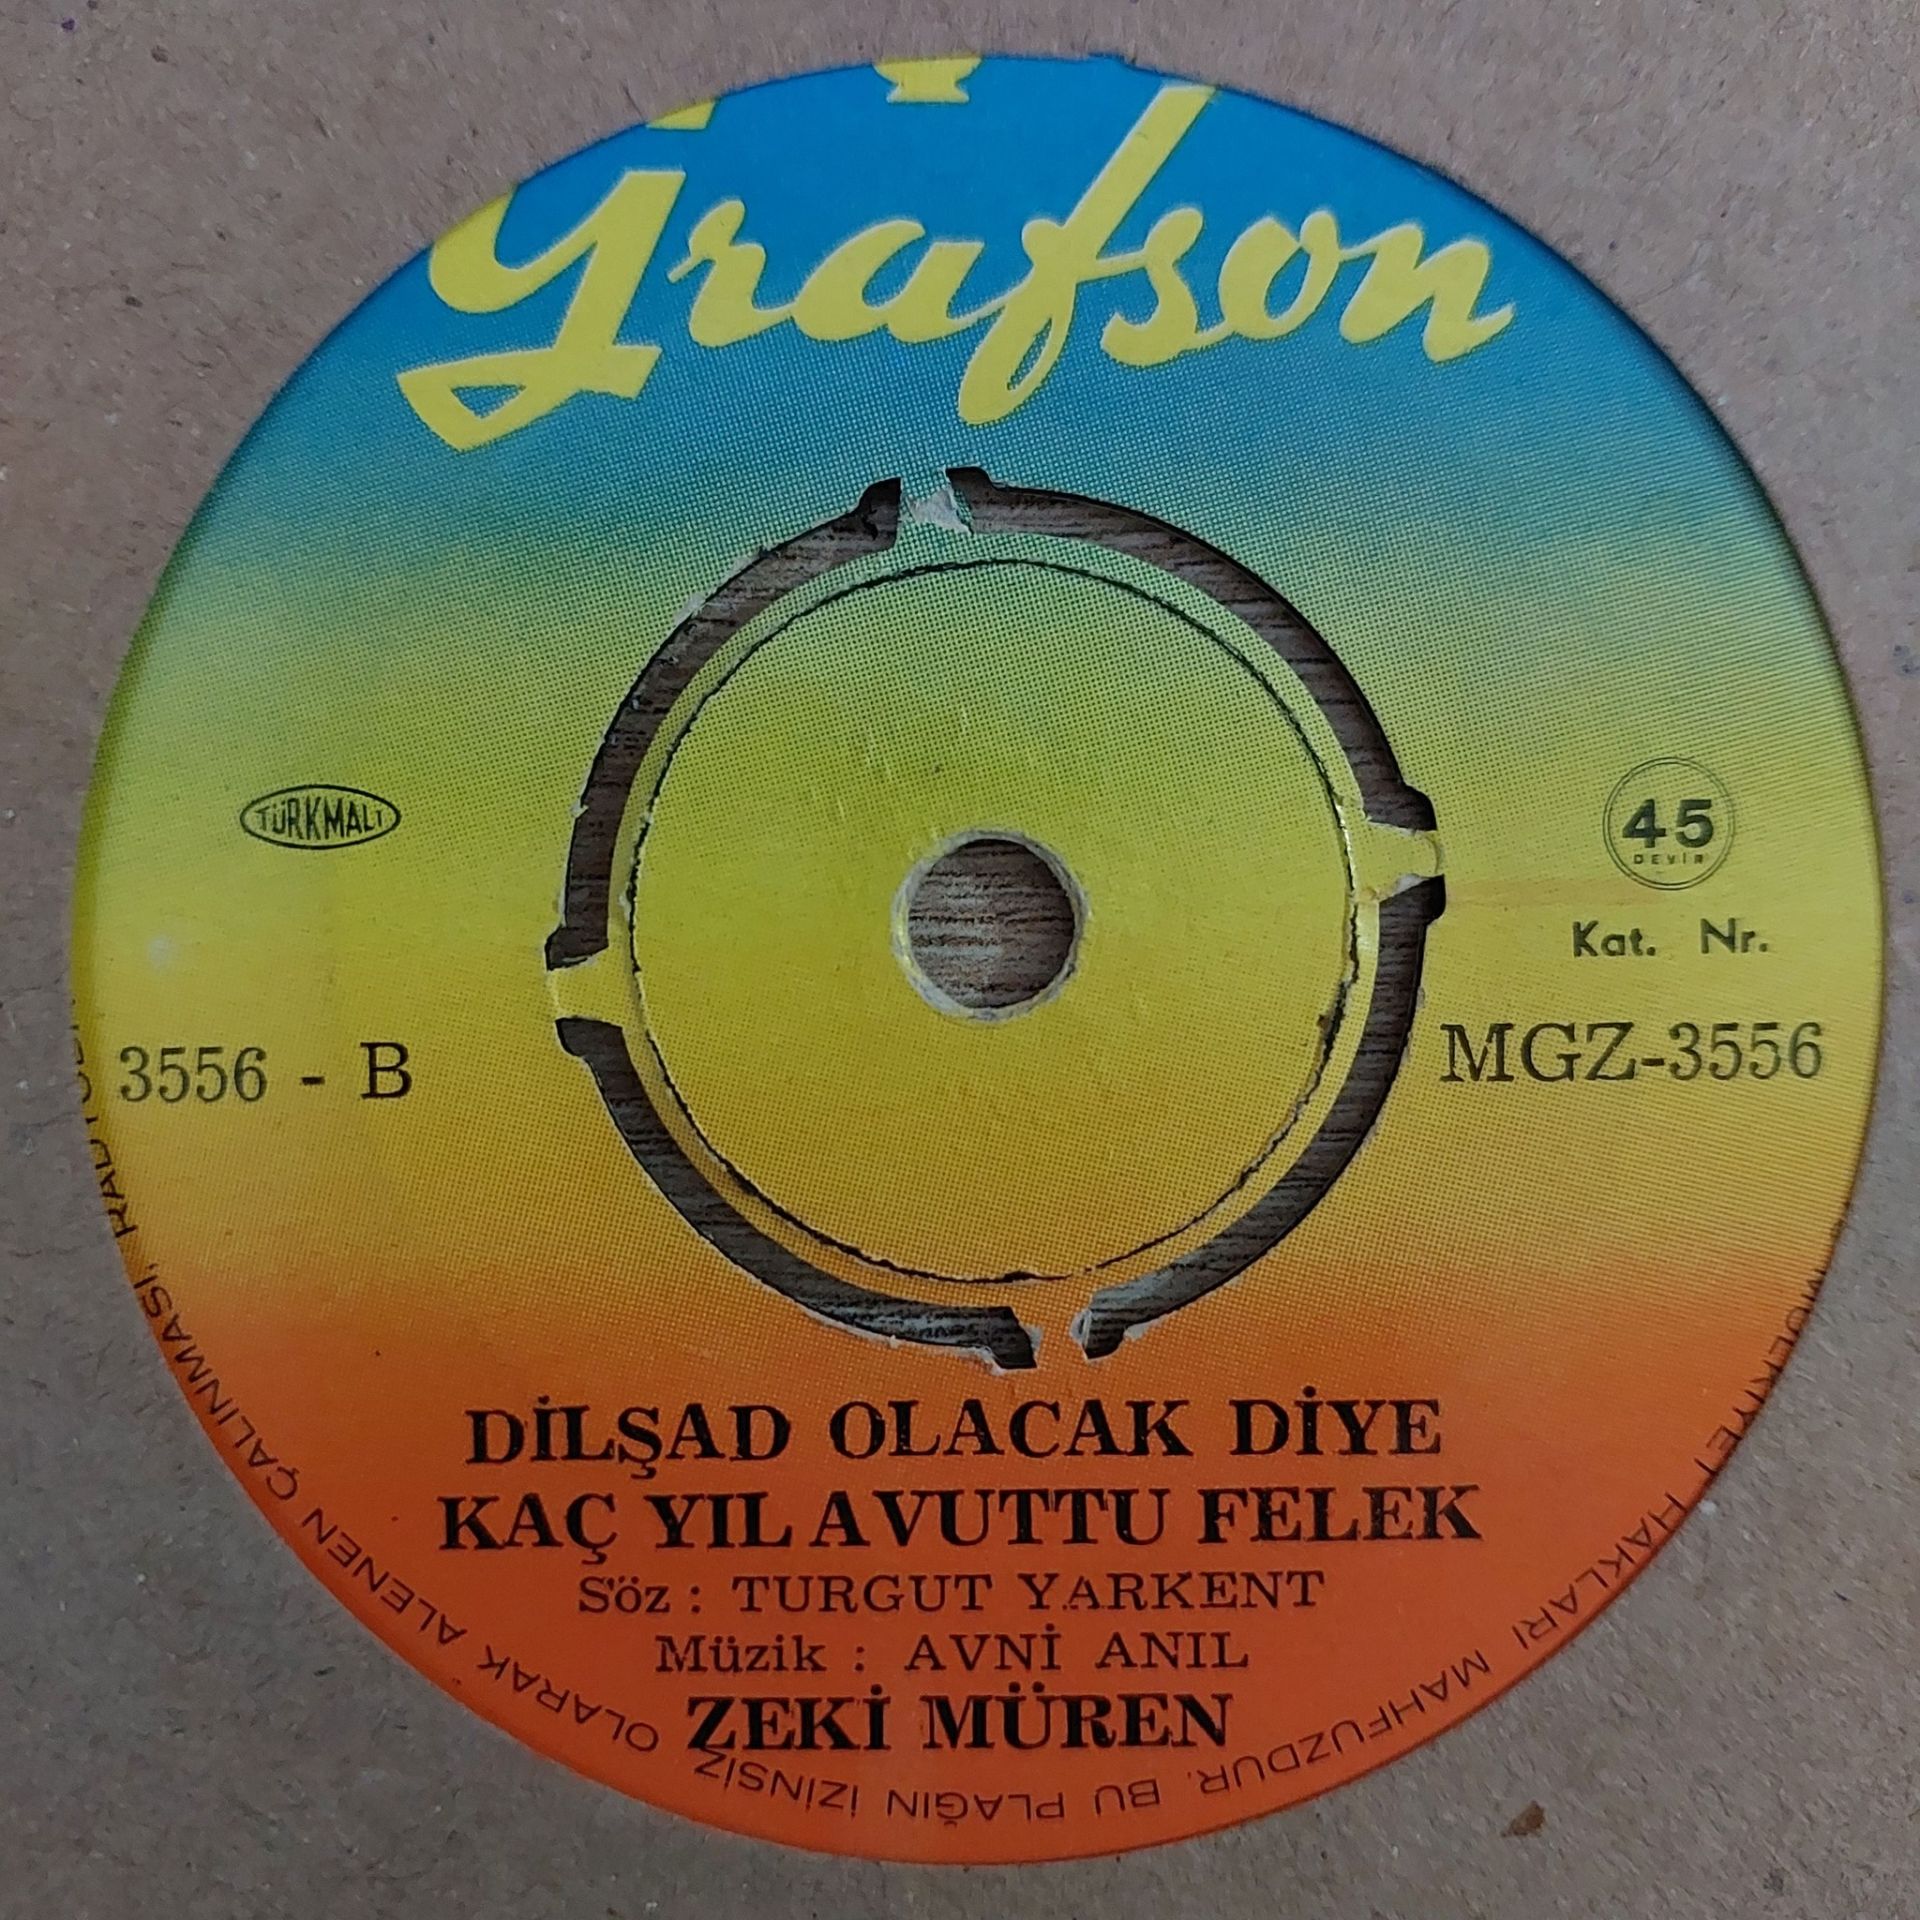 Grafson
TÜRKMALI
45
DEVİR
Kat. Nr.
3556 - B
MGZ-3556
DİLŞAD OLACAK DİYE
KAÇ YIL AVUTTU FELEK
Söz : TURGUT YARKENT
Müzik : AVNİ ANIL
ZEKİ MÜREN
HAKLARI MAHFUZDUR. BU PLAĞIN İZİNSİZ OLARAK ALENEN ÇALINMASI,